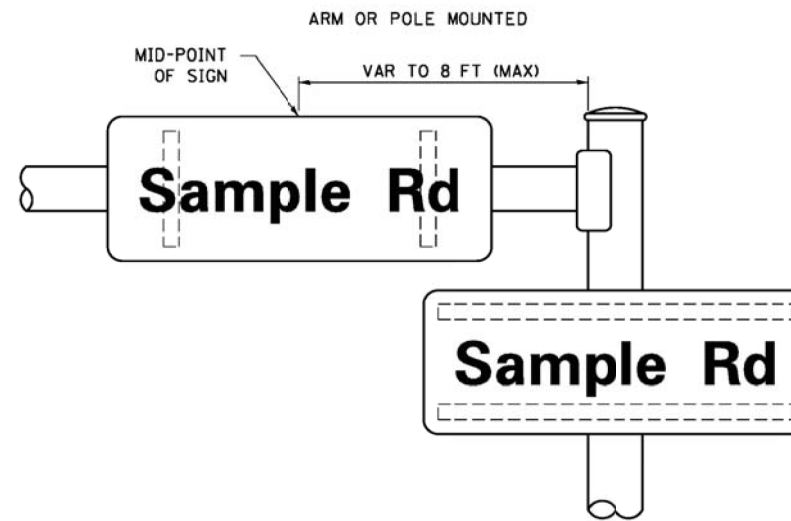 ARM OR POLE MOUNTED
MID-POINT
OF SIGN
VAR TO 8 FT (MAX)
Sample Rd
Sample Rd